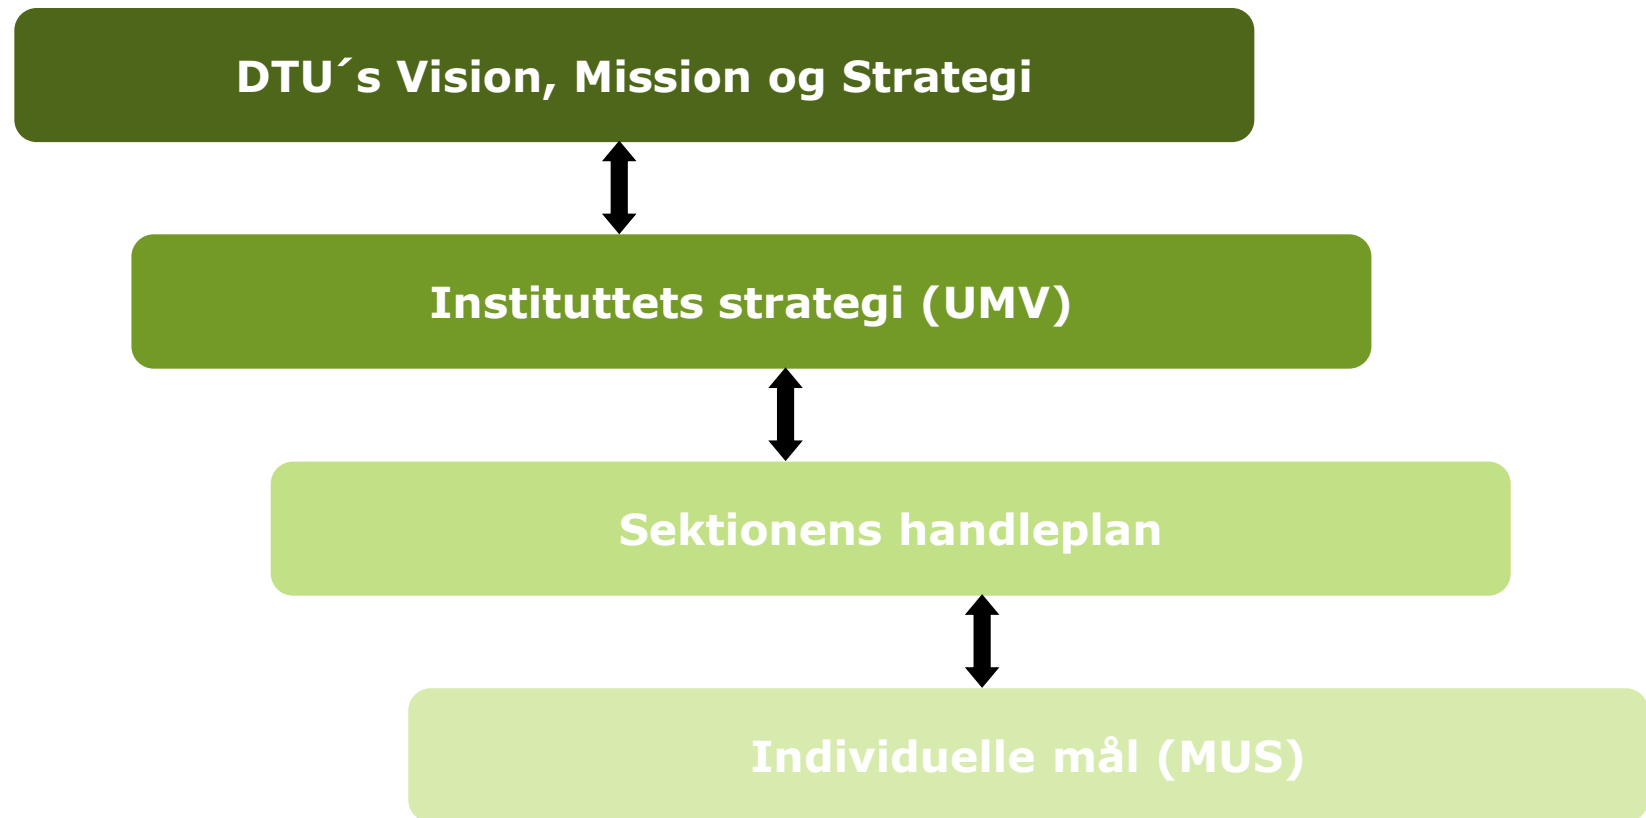 DTU´s Vision, Mission og Strategi
Instituttets strategi (UMV)
Sektionens handleplan
Individuelle mål (MUS)